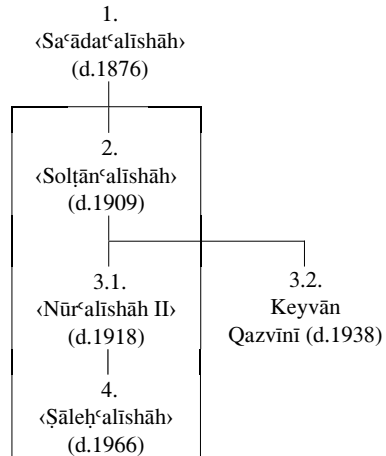 1.
‹Saʿādatʿalīshāh›
(d.1876)
2.
‹Solṭānʿalīshāh›
(d.1909)
3.1.
‹Nūrʿalīshāh II›
(d.1918)
3.2.
Keyvān
Qazvīnī (d.1938)
4.
‹Ṣāleḥʿalīshāh›
(d.1966)